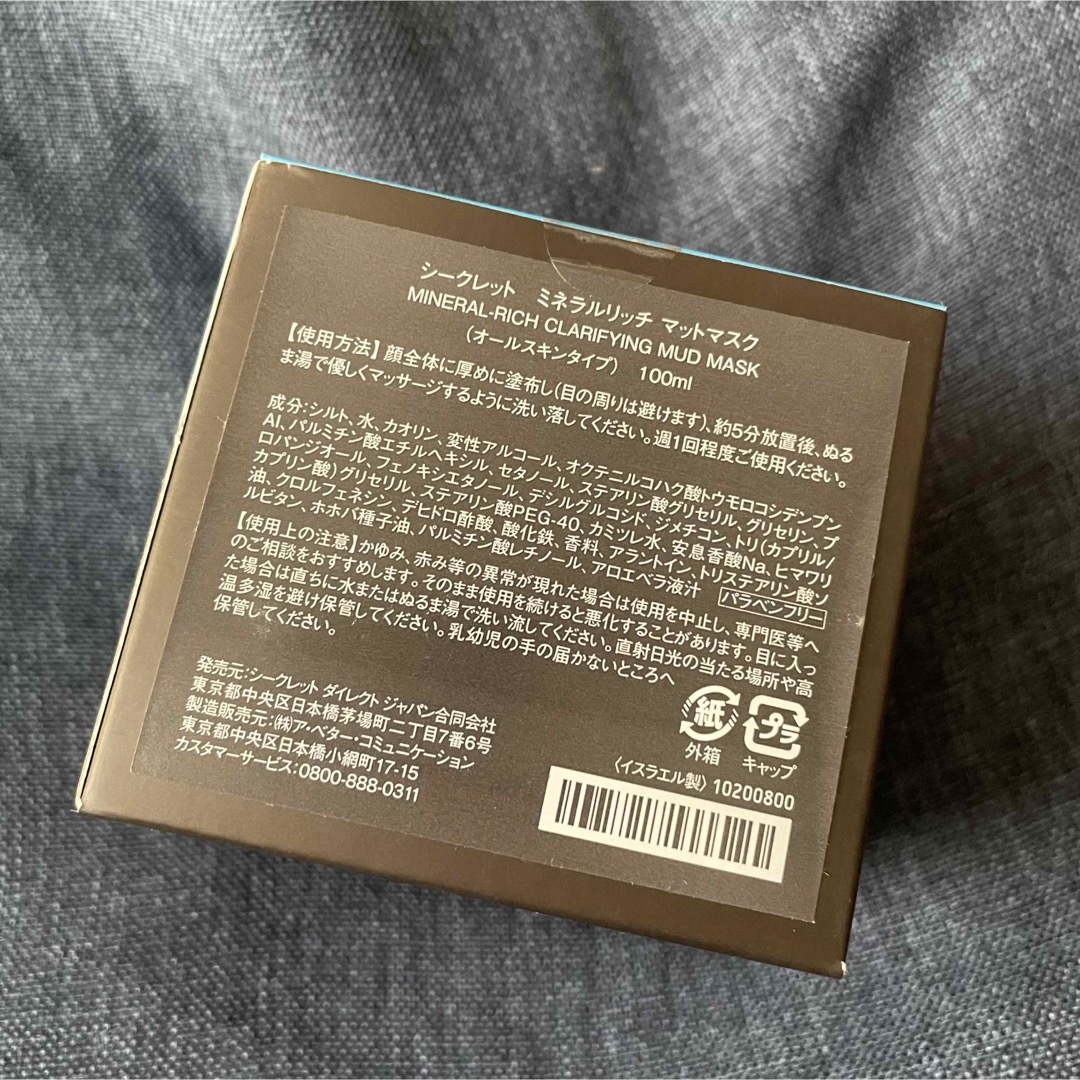 シークレット ミネラルリッチ マットマスク
MINERAL-RICH CLARIFYING MUD MASK
(オールスキンタイプ) 100ml
【使用方法】顔全体に厚めに塗布し(目の周りは避けます)、約5分放置後、ぬる
ま湯で優しくマッサージするように洗い落してください。週1回程度ご使用ください。
成分:シルト、水、カオリン、変性アルコール、オクテニルコハク酸トウモロコシデンプン
Al、パルミチン酸エチルヘキシル、セタノール、ステアリン酸グリセリル、グリセリン、プ
ロパンジオール、フェノキシエタノール、デシルグルコシド、ジメチコン、トリ(カプリル/
カプリン酸)グリセリル、ステアリン酸PEG-40、カミツレ水、安息香酸Na、ヒマワリ
油、クロルフェネシン、デヒドロ酢酸、酸化鉄、香料、アラントイン、トリステアリン酸ソ
ルビタン、ホホバ種子油、パルミチン酸レチノール、アロエベラ液汁 パラベンフリー
【使用上の注意】かゆみ、赤み等の異常が現れた場合は使用を中止し、専門医等へ
のご相談をおすすめします。そのまま使用を続けると悪化することがあります。目に入っ
た場合は直ちに水またはぬるま湯で洗い流してください。直射日光の当たる場所や高
温多湿を避け保管してください。乳幼児の手の届かないところへ
保管してください。
発売元:シークレット ダイレクト ジャパン合同会社
東京都中央区日本橋茅場町二丁目7番6号
製造販売元:㈱ア・ベター・コミュニケーション
東京都中央区日本橋小網町17-15
カスタマーサービス:0800-888-0311
紙 プラ
外箱 キャップ
〈イスラエル製〉 10200800